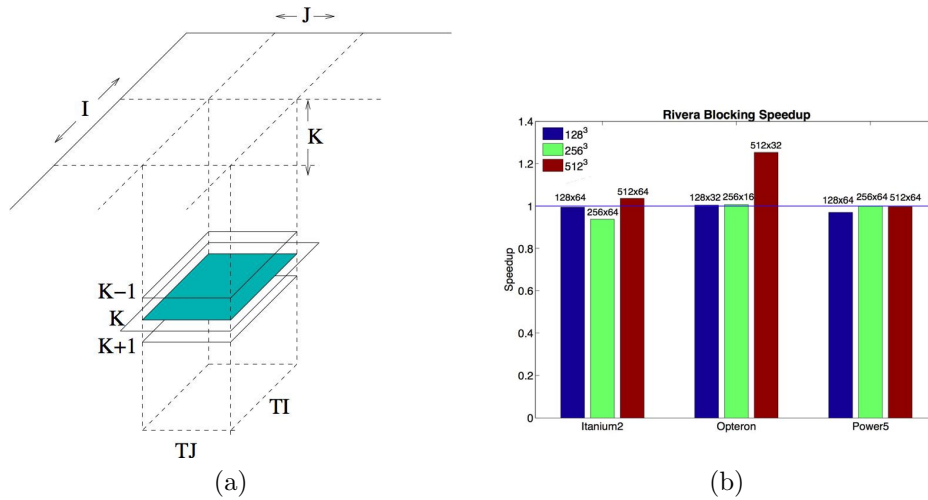 J
I
K
K−1
K
K+1
TI
TJ
(a)
Rivera Blocking Speedup
1.4
1.2
1
0.8
0.6
0.4
0.2
0
Speedup
128³
256³
512³
128x64
256x64
512x64
128x32
256x16
512x32
128x64
256x64
512x64
Itanium2
Opteron
Power5
(b)